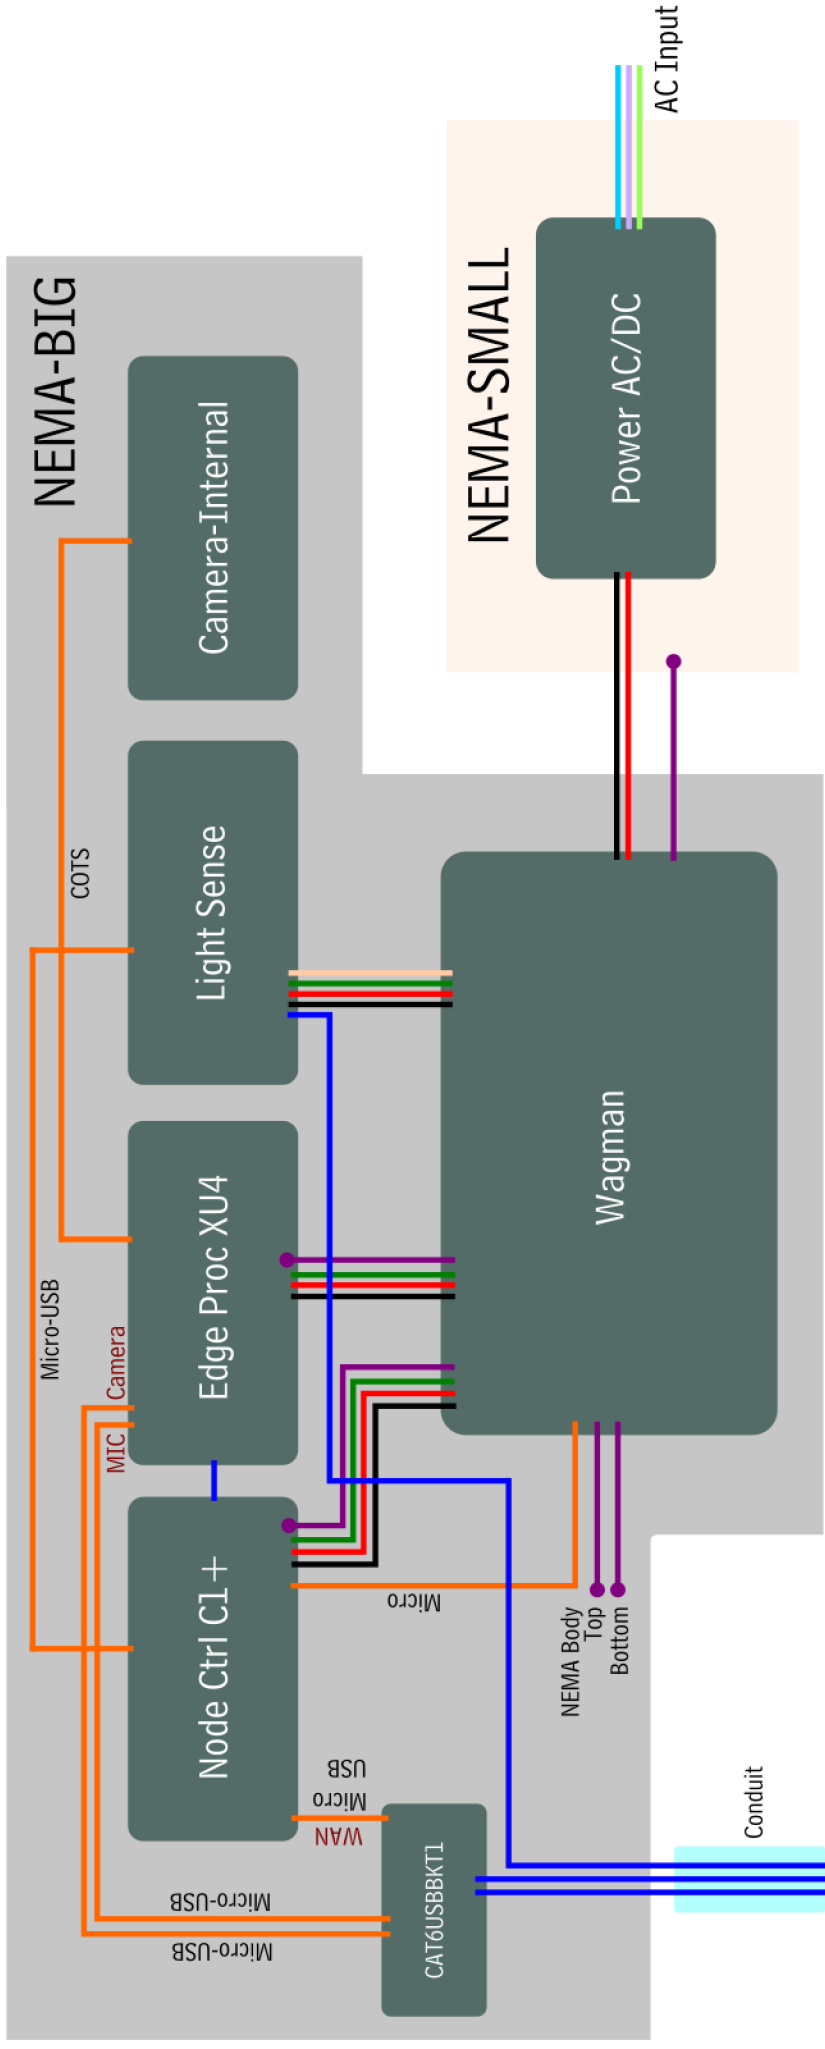 NEMA-BIG
Micro-USB
COTS
MIC
Camera
Node Ctrl C1+
Edge Proc XU4
Light Sense
Camera-Internal
Micro-USB
Micro-USB
WAN
Micro
USB
Micro
CAT6USBBKT1
NEMA-SMALL
Wagman
Power AC/DC
AC Input
NEMA Body
Top
Bottom
Conduit